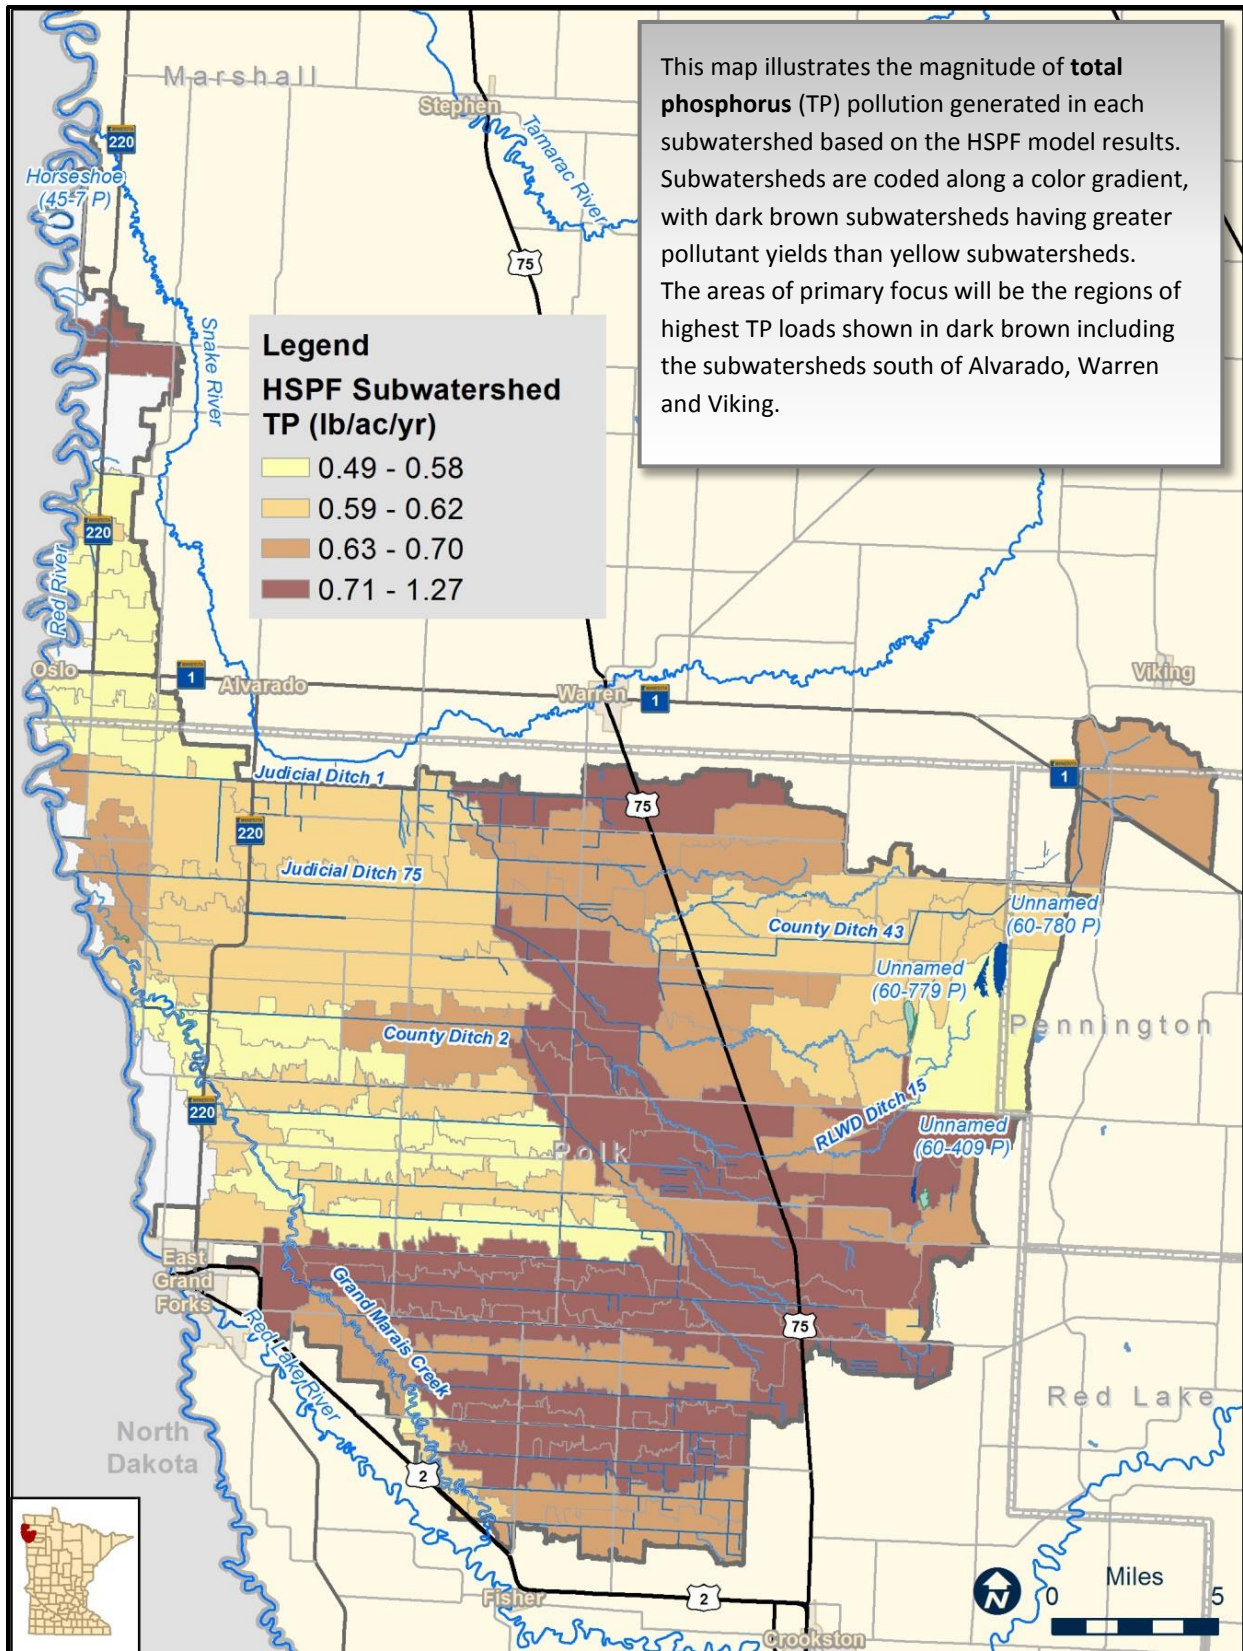 Marshall
Stephen
Tamarac River
220
Horseshoe
(45-7 P)
75
Snake River
This map illustrates the magnitude of total
phosphorus (TP) pollution generated in each
subwatershed based on the HSPF model results.
Subwatersheds are coded along a color gradient,
with dark brown subwatersheds having greater
pollutant yields than yellow subwatersheds.
The areas of primary focus will be the regions of
highest TP loads shown in dark brown including
the subwatersheds south of Alvarado, Warren
and Viking.
Legend
HSPF Subwatershed
TP (lb/ac/yr)
0.49 - 0.58
0.59 - 0.62
0.63 - 0.70
0.71 - 1.27
220
Red River
Oslo
1
Alvarado
Warren
1
Viking
Judicial Ditch 1
1
75
220
Judicial Ditch 75
County Ditch 43
Unnamed
(60-780 P)
Unnamed
(60-779 P)
Pennington
County Ditch 2
220
RLWD Ditch 15
Unnamed
(60-409 P)
Polk
East
Grand
Forks
Grand Marais Creek
Red Lake River
75
Red Lake
North
Dakota
2
N
Miles
0
5
Fisher
2
Crookston